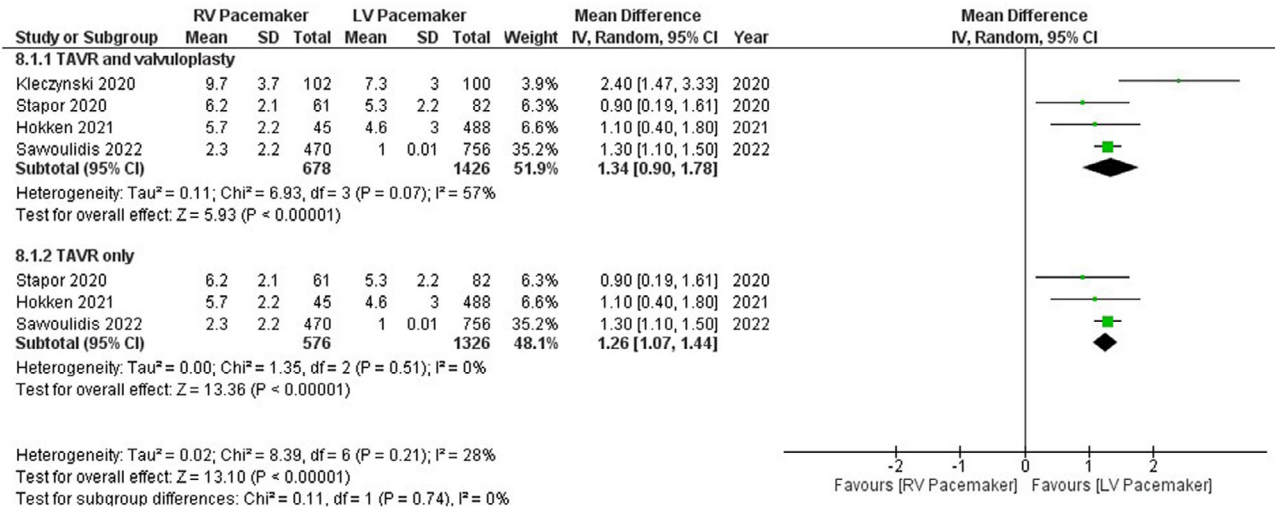 RV Pacemaker LV Pacemaker Mean Difference Mean Difference
Study or Subgroup Mean SD Total Mean SD Total Weight IV, Random, 95% CI Year IV, Random, 95% CI
8.1.1 TAVR and valvuloplasty
Kleczynski 2020 9.7 3.7 102 7.3 3 100 3.9% 2.40 [1.47, 3.33] 2020
Stapor 2020 6.2 2.1 61 5.3 2.2 82 6.3% 0.90 [0.19, 1.61] 2020
Hokken 2021 5.7 2.2 45 4.6 3 488 6.6% 1.10 [0.40, 1.80] 2021
Savvoulidis 2022 2.3 2.2 470 1 0.01 756 35.2% 1.30 [1.10, 1.50] 2022
Subtotal (95% CI) 678 1426 51.9% 1.34 [0.90, 1.78]
Heterogeneity: Tau² = 0.11; Chi² = 6.93, df = 3 (P = 0.07); I² = 57%
Test for overall effect: Z = 5.93 (P < 0.00001)
8.1.2 TAVR only
Stapor 2020 6.2 2.1 61 5.3 2.2 82 6.3% 0.90 [0.19, 1.61] 2020
Hokken 2021 5.7 2.2 45 4.6 3 488 6.6% 1.10 [0.40, 1.80] 2021
Savvoulidis 2022 2.3 2.2 470 1 0.01 756 35.2% 1.30 [1.10, 1.50] 2022
Subtotal (95% CI) 576 1326 48.1% 1.26 [1.07, 1.44]
Heterogeneity: Tau² = 0.00; Chi² = 1.35, df = 2 (P = 0.51); I² = 0%
Test for overall effect: Z = 13.36 (P < 0.00001)
Heterogeneity: Tau² = 0.02; Chi² = 8.39, df = 6 (P = 0.21); I² = 28%
Test for overall effect: Z = 13.10 (P < 0.00001)
Test for subgroup differences: Chi² = 0.11, df = 1 (P = 0.74), I² = 0%
-2 -1 0 1 2
Favours [RV Pacemaker] Favours [LV Pacemaker]